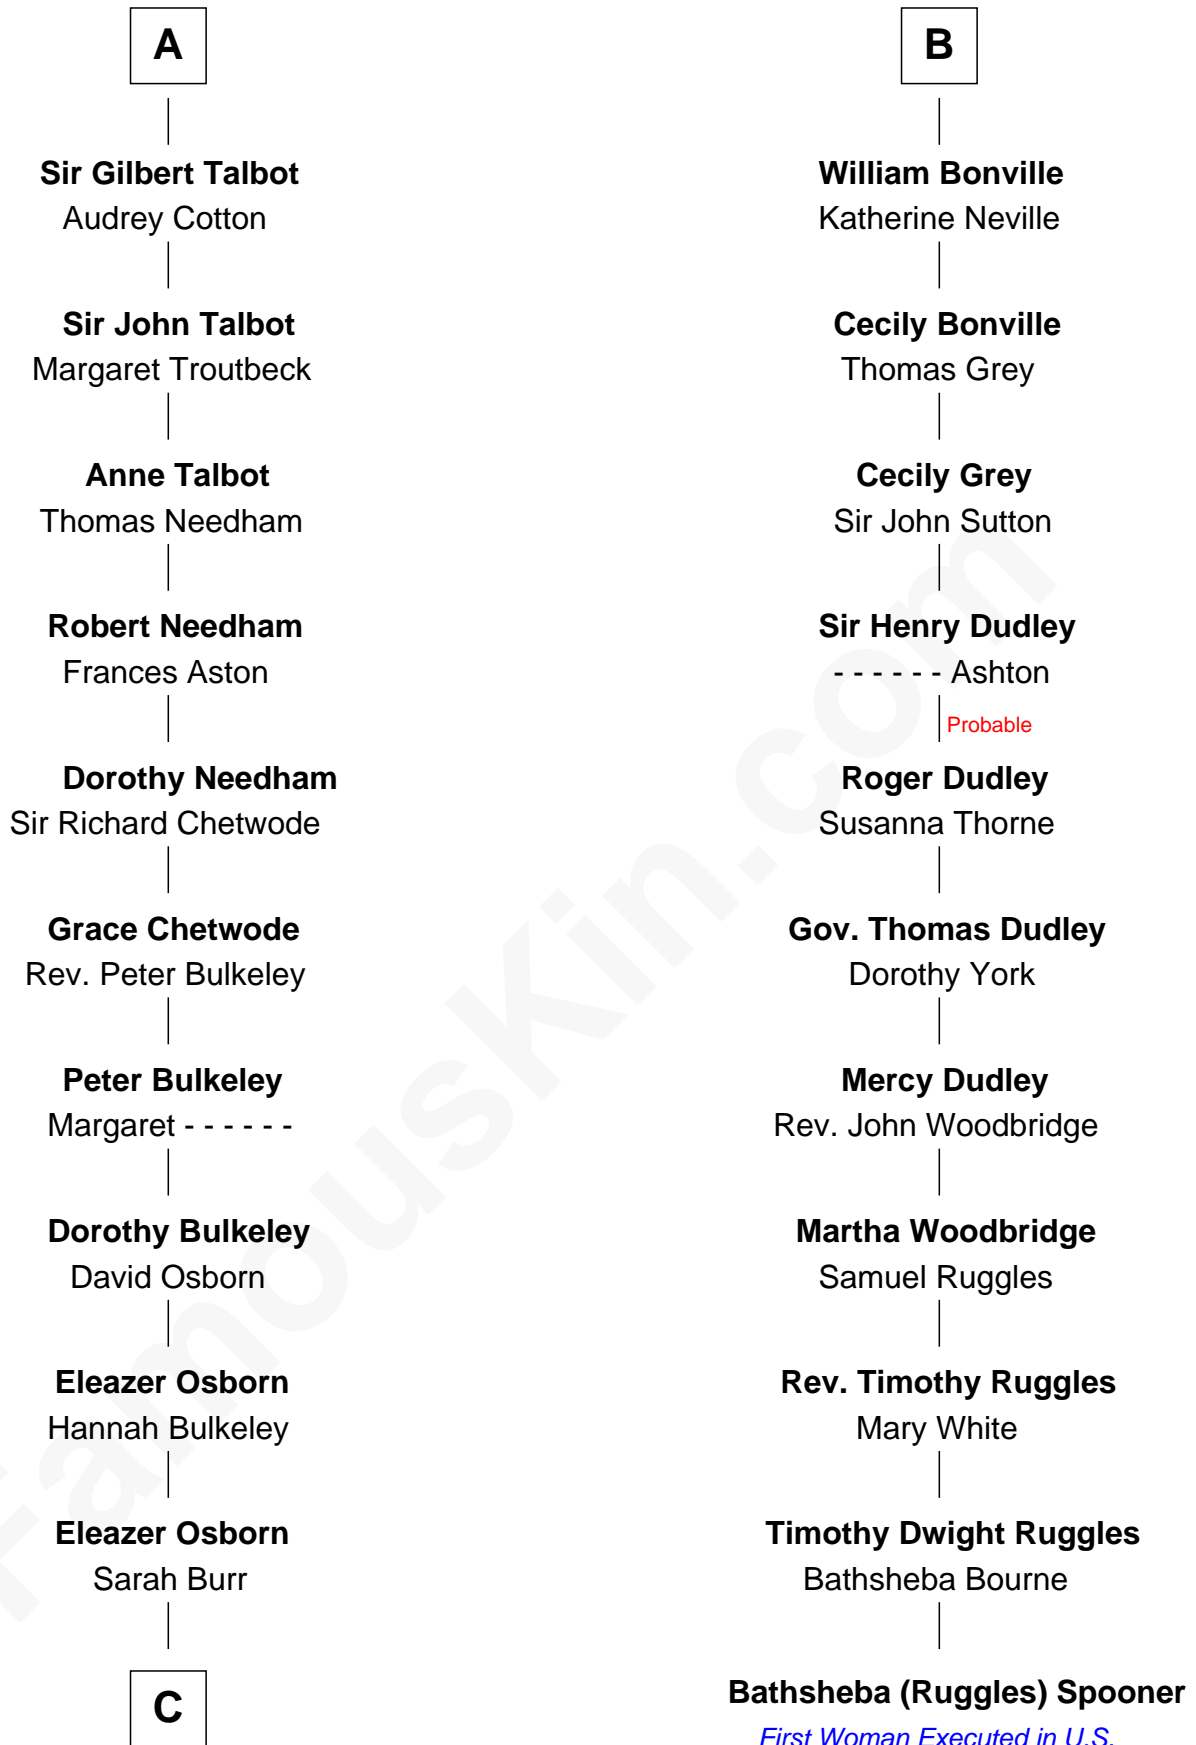 A
Sir Gilbert Talbot
Audrey Cotton
Sir John Talbot
Margaret Troutbeck
Anne Talbot
Thomas Needham
Robert Needham
Frances Aston
Dorothy Needham
Sir Richard Chetwode
Grace Chetwode
Rev. Peter Bulkeley
Peter Bulkeley
Margaret - - - - - -
Dorothy Bulkeley
David Osborn
Eleazer Osborn
Hannah Bulkeley
Eleazer Osborn
Sarah Burr
C
B
William Bonville
Katherine Neville
Cecily Bonville
Thomas Grey
Cecily Grey
Sir John Sutton
Sir Henry Dudley
- - - - - - Ashton
Probable
Roger Dudley
Susanna Thorne
Gov. Thomas Dudley
Dorothy York
Mercy Dudley
Rev. John Woodbridge
Martha Woodbridge
Samuel Ruggles
Rev. Timothy Ruggles
Mary White
Timothy Dwight Ruggles
Bathsheba Bourne
Bathsheba (Ruggles) Spooner
First Woman Executed in U.S.
FamousKin.com